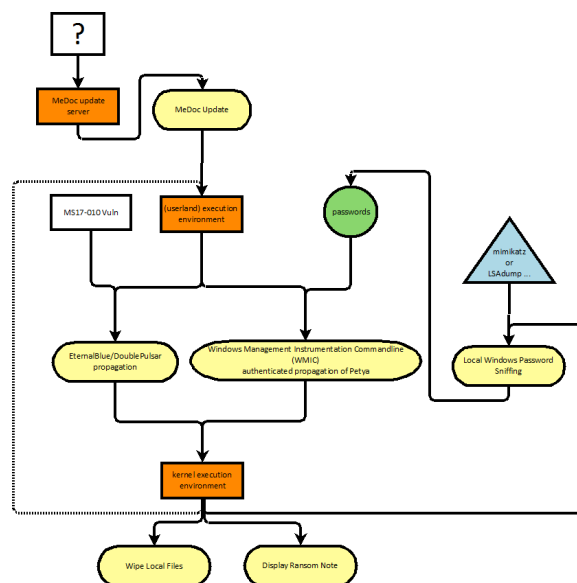 ?
MeDoc update
server
MeDoc Update
MS17-010 Vuln
(userland) execution
environment
passwords
mimikatz
or
LSAdump ...
EternalBlue/DoublePulsar
propagation
Windows Management Instrumentation Commandline
(WMIC)
authenticated propagation of Petya
Local Windows Password
Sniffing
kernel execution
environment
Wipe Local Files
Display Ransom Note